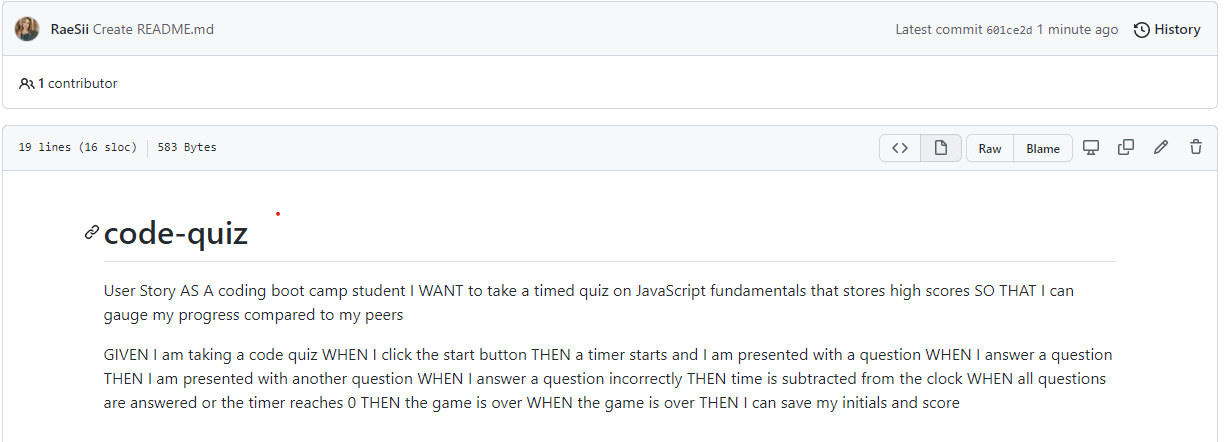 RaeSii Create README.md
Latest commit 601ce2d 1 minute ago History
1 contributor
19 lines (16 sloc) 583 Bytes
Raw Blame
code-quiz
User Story AS A coding boot camp student I WANT to take a timed quiz on JavaScript fundamentals that stores high scores SO THAT I can
gauge my progress compared to my peers
GIVEN I am taking a code quiz WHEN I click the start button THEN a timer starts and I am presented with a question WHEN I answer a question
THEN I am presented with another question WHEN I answer a question incorrectly THEN time is subtracted from the clock WHEN all questions
are answered or the timer reaches 0 THEN the game is over WHEN the game is over THEN I can save my initials and score